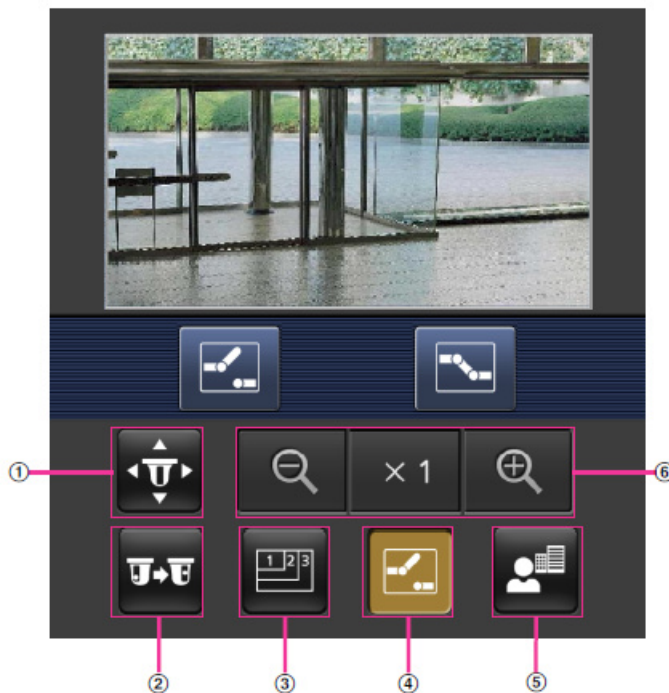 ① × 1 ⑥
1 2 3
② ③ ④ ⑤